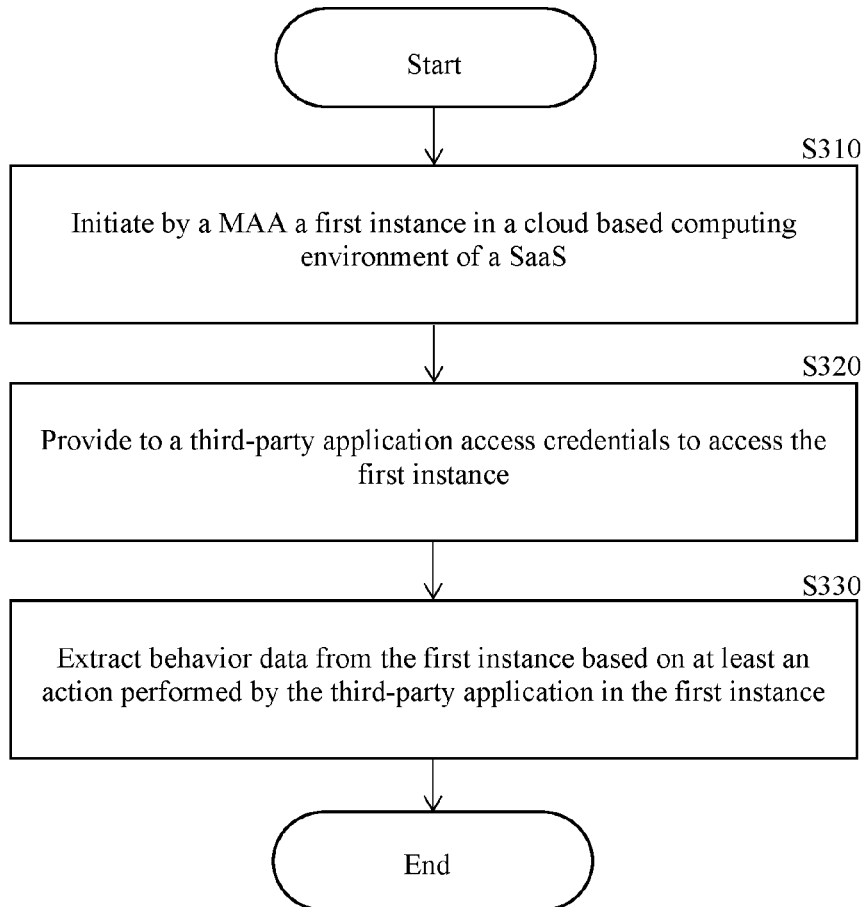 Start
S310
Initiate by a MAA a first instance in a cloud based computing
environment of a SaaS
S320
Provide to a third-party application access credentials to access the
first instance
S330
Extract behavior data from the first instance based on at least an
action performed by the third-party application in the first instance
End